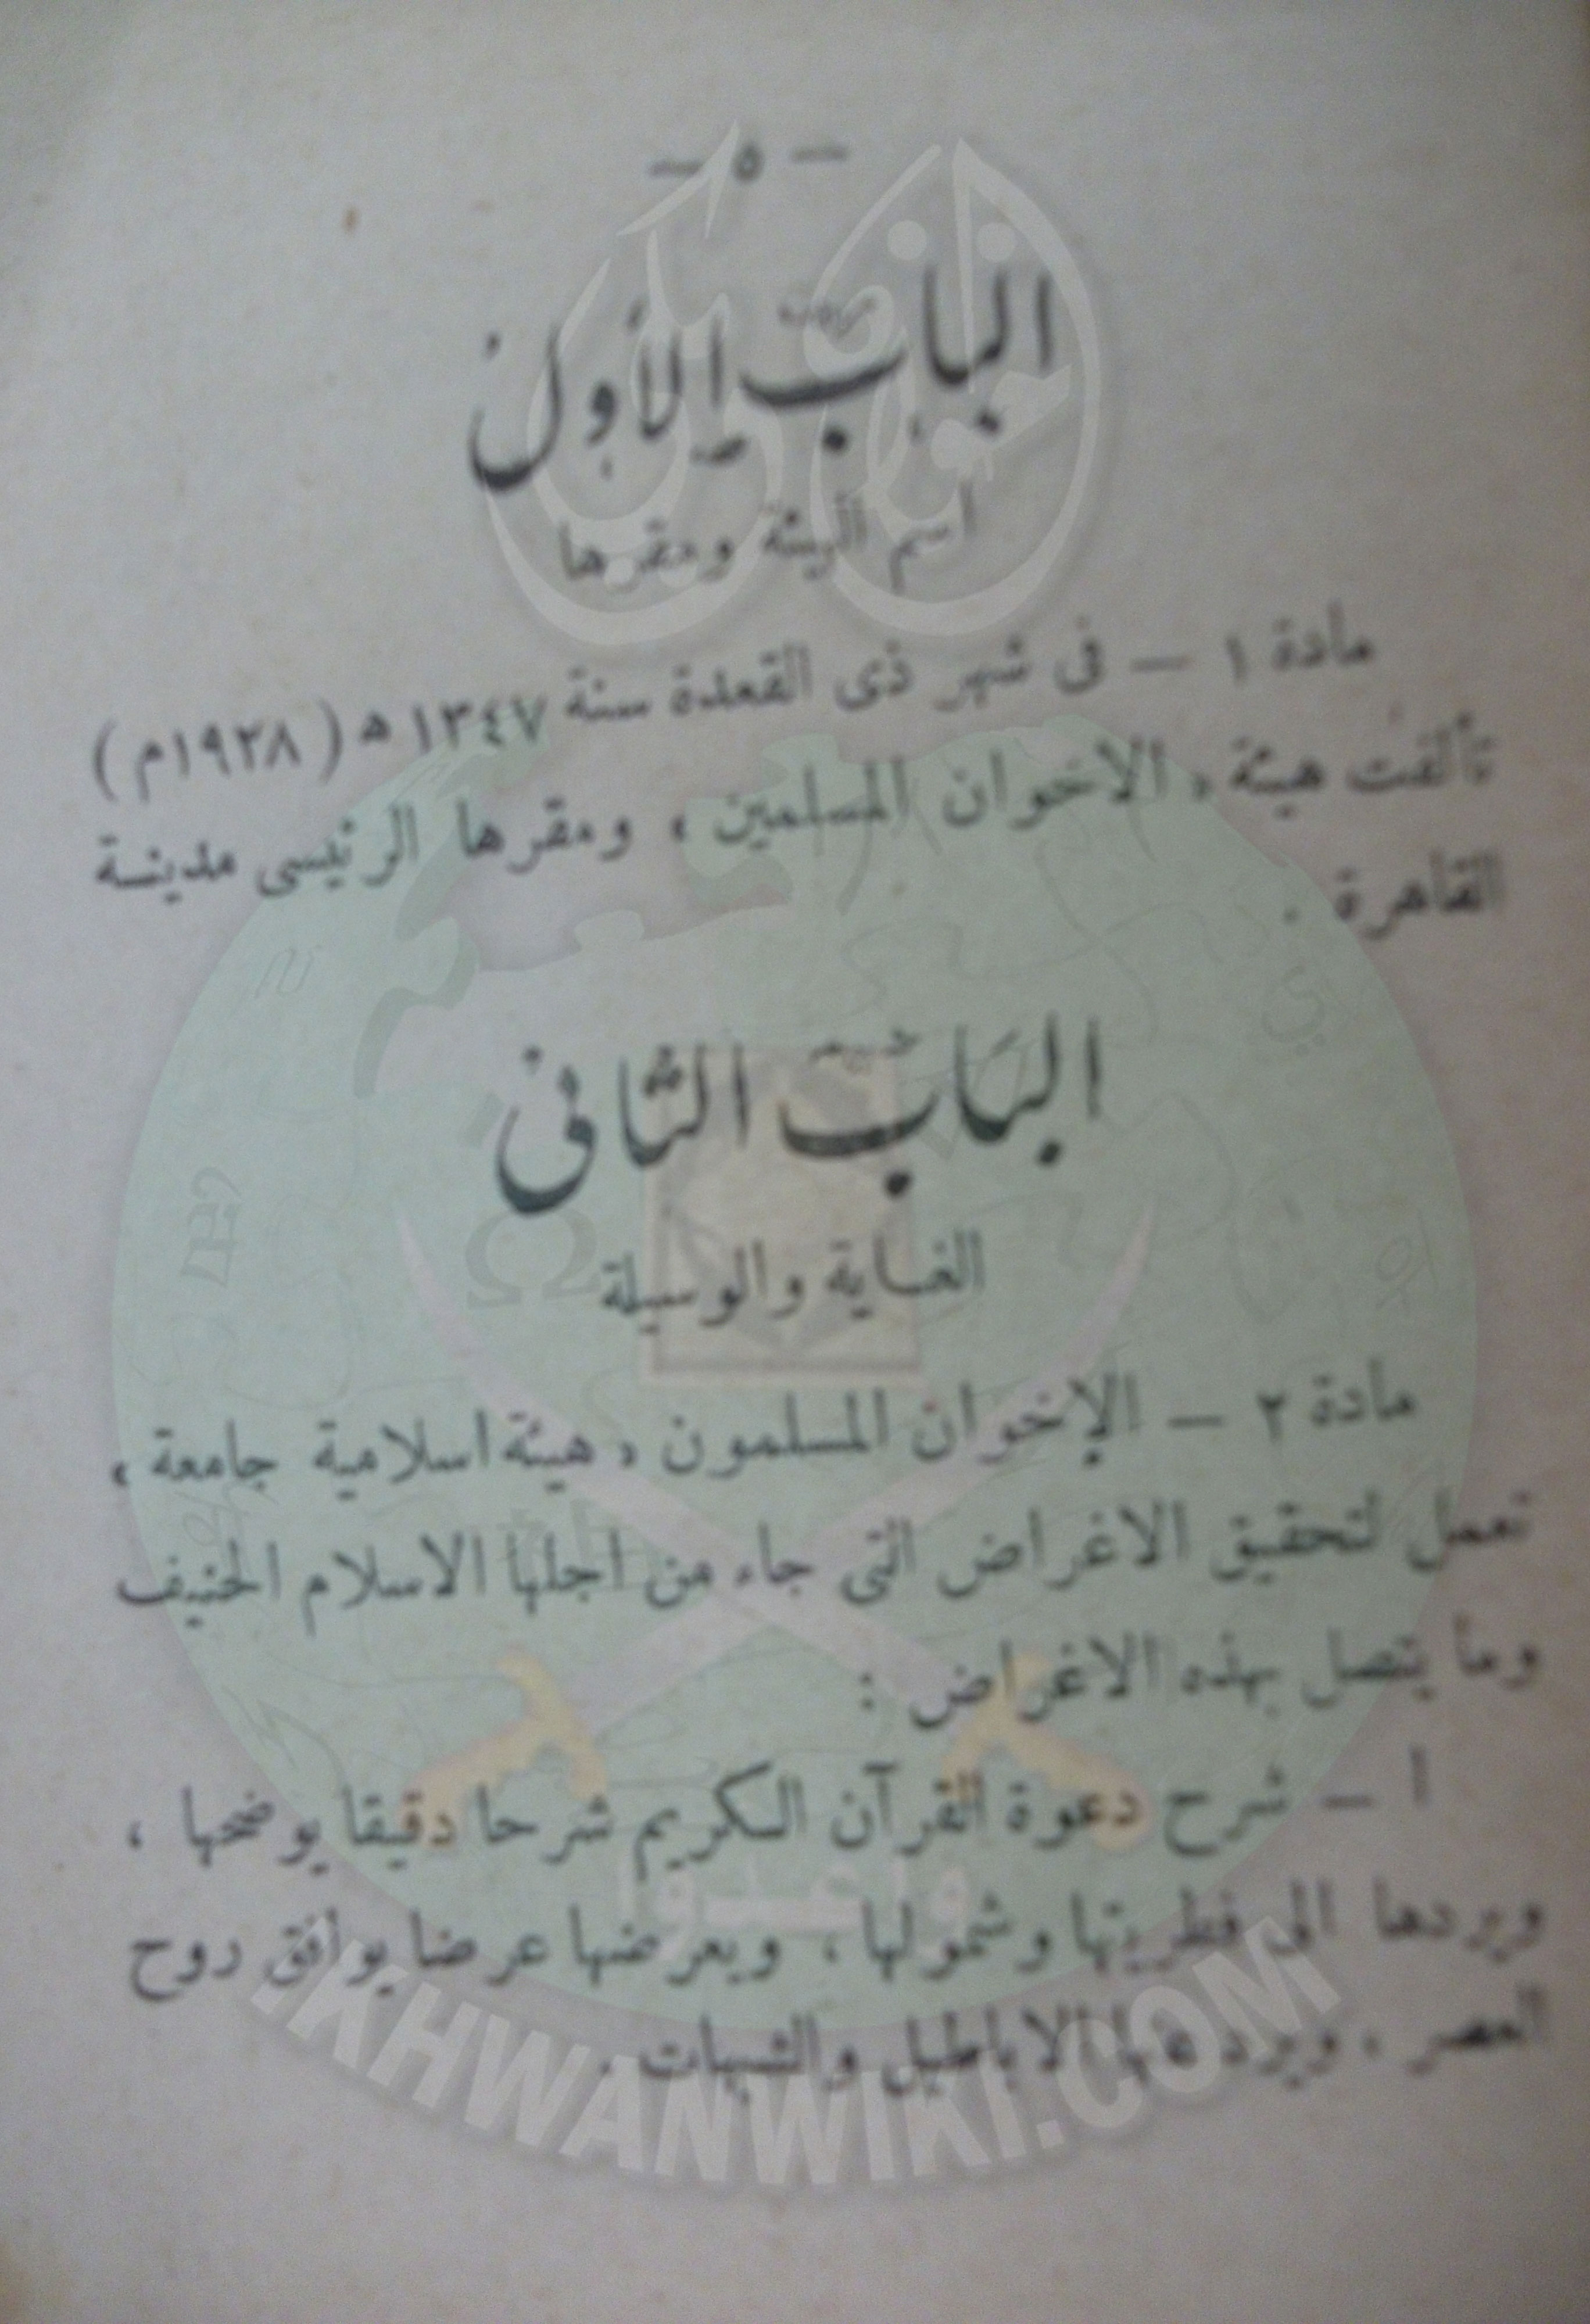 — ٥ —
الباب الأول
اسم الهيئة ومقرها
مادة ١ — فى شهر ذى القعدة سنة ١٣٤٧ ه ( ١٩٢٨م )
تألفت هيئة « الاخوان المسلمين » ومقرها الرئيسى مدينة
القاهرة .
الباب الثانى
الغاية والوسيلة
مادة ٢ — الإخوان المسلمون « هيئة اسلامية جامعة »
تعمل لتحقيق الاغراض التى جاء من اجلها الاسلام الحنيف
وما يتصل بهذه الاغراض :
ا — شرح دعوة القرآن الكريم شرحا دقيقا يوضحها ،
ويردها الى فطريتها وشمولها ، ويعرضها عرضا يوافق روح
العصر ، ويرد عنها الاباطيل والشبهات .
وأعدوا
IKHWANWIKI.COM